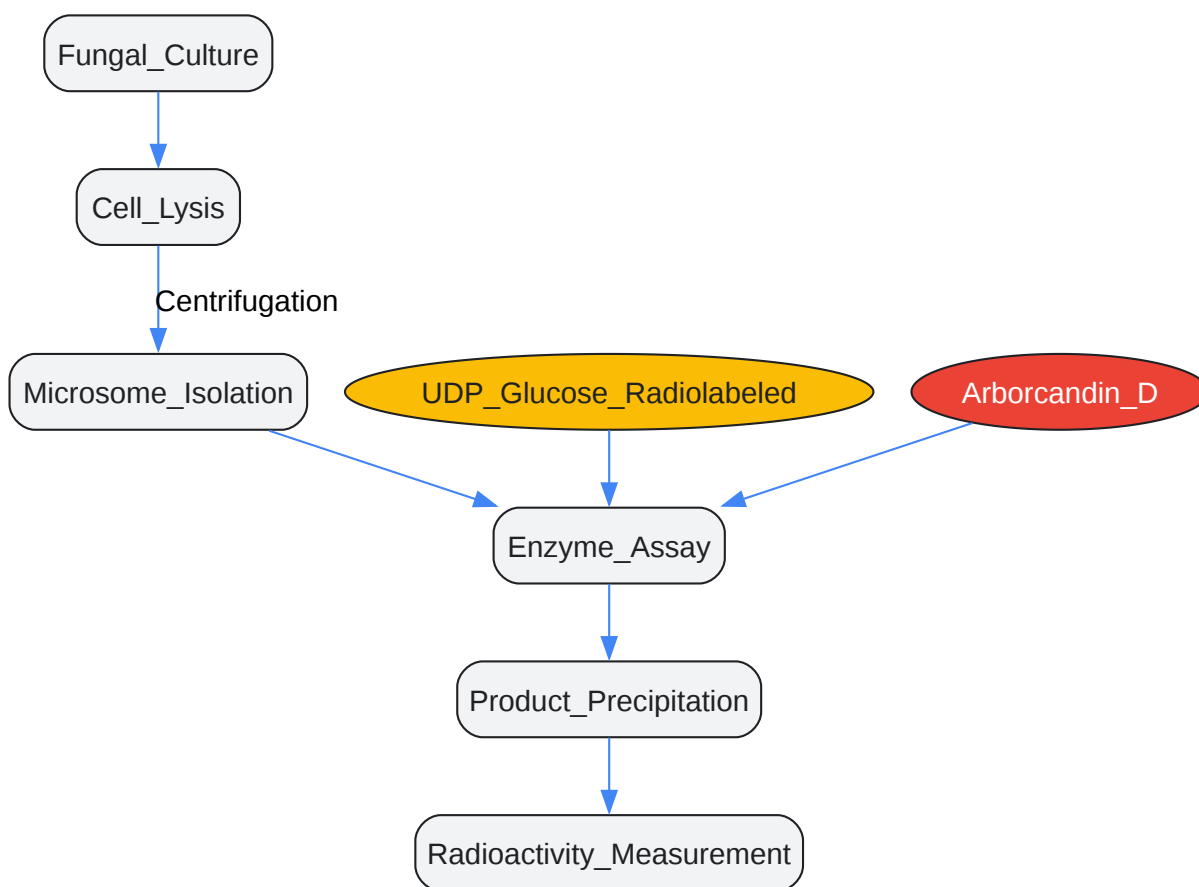 Fungal_Culture
Cell_Lysis
Centrifugation
Microsome_Isolation
UDP_Glucose_Radiolabeled
Arborcandin_D
Enzyme_Assay
Product_Precipitation
Radioactivity_Measurement